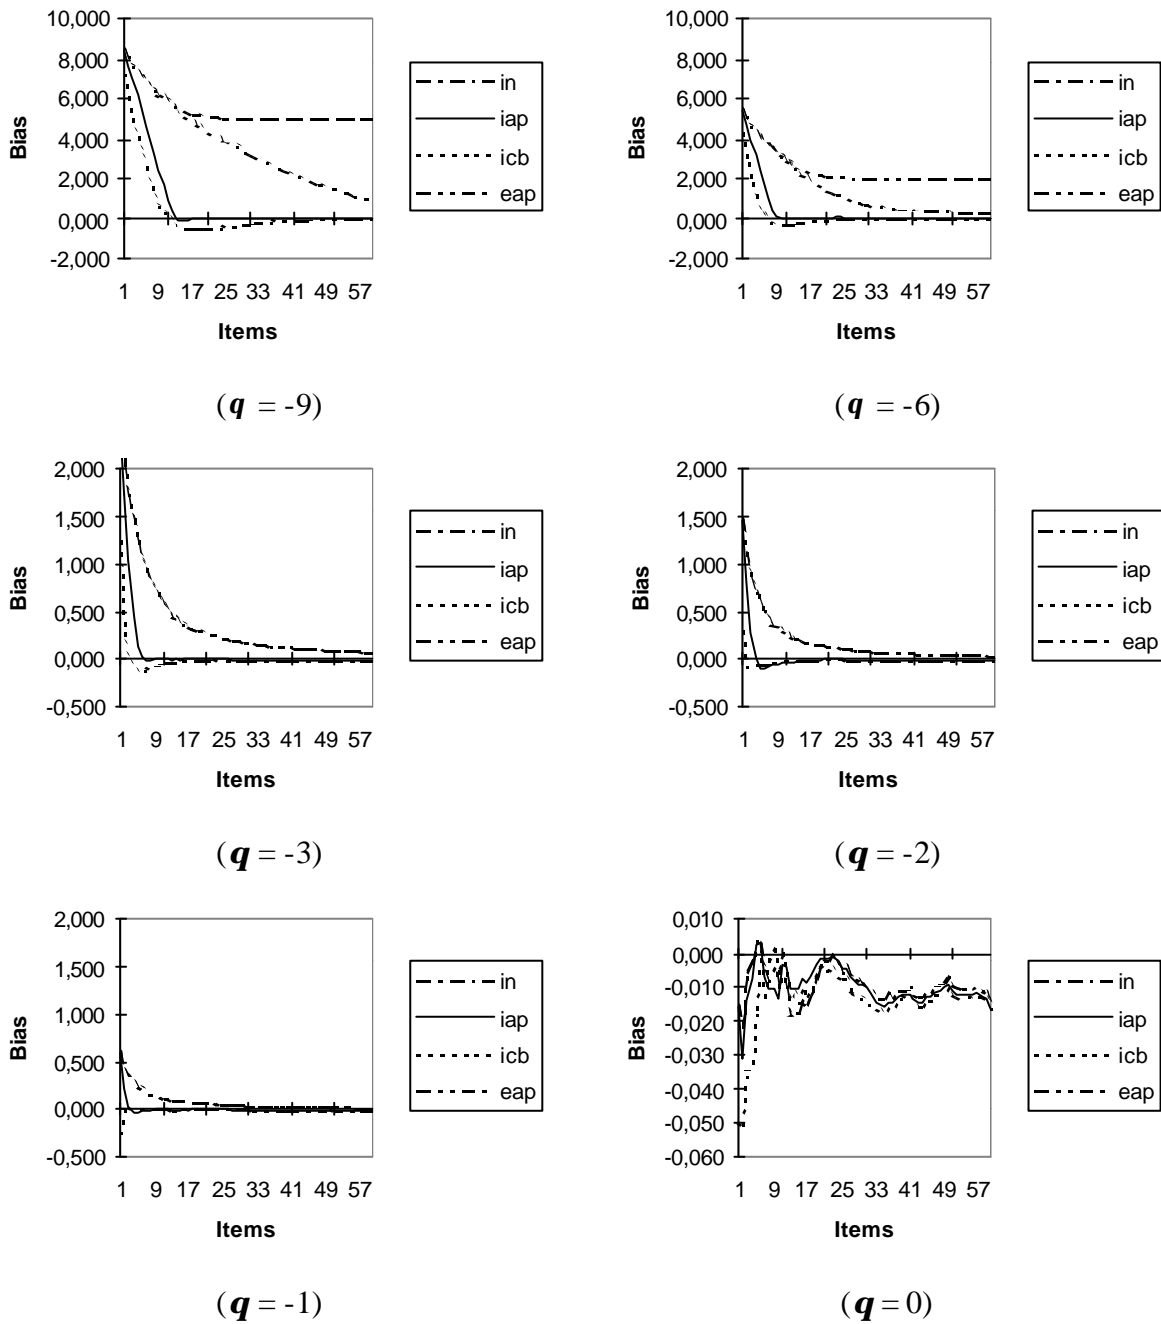 10,000
8,000
6,000
4,000
2,000
0,000
-2,000
Bias
1 9 17 25 33 41 49 57
Items
in
iap
icb
eap
(q = -9)
10,000
8,000
6,000
4,000
2,000
0,000
-2,000
Bias
1 9 17 25 33 41 49 57
Items
in
iap
icb
eap
(q = -6)
2,000
1,500
1,000
0,500
0,000
-0,500
Bias
1 9 17 25 33 41 49 57
Items
in
iap
icb
eap
(q = -3)
2,000
1,500
1,000
0,500
0,000
-0,500
Bias
1 9 17 25 33 41 49 57
Items
in
iap
icb
eap
(q = -2)
2,000
1,500
1,000
0,500
0,000
-0,500
Bias
1 9 17 25 33 41 49 57
Items
in
iap
icb
eap
(q = -1)
0,010
0,000
-0,010
-0,020
-0,030
-0,040
-0,050
-0,060
Bias
1 9 17 25 33 41 49 57
Items
in
iap
icb
eap
(q = 0)